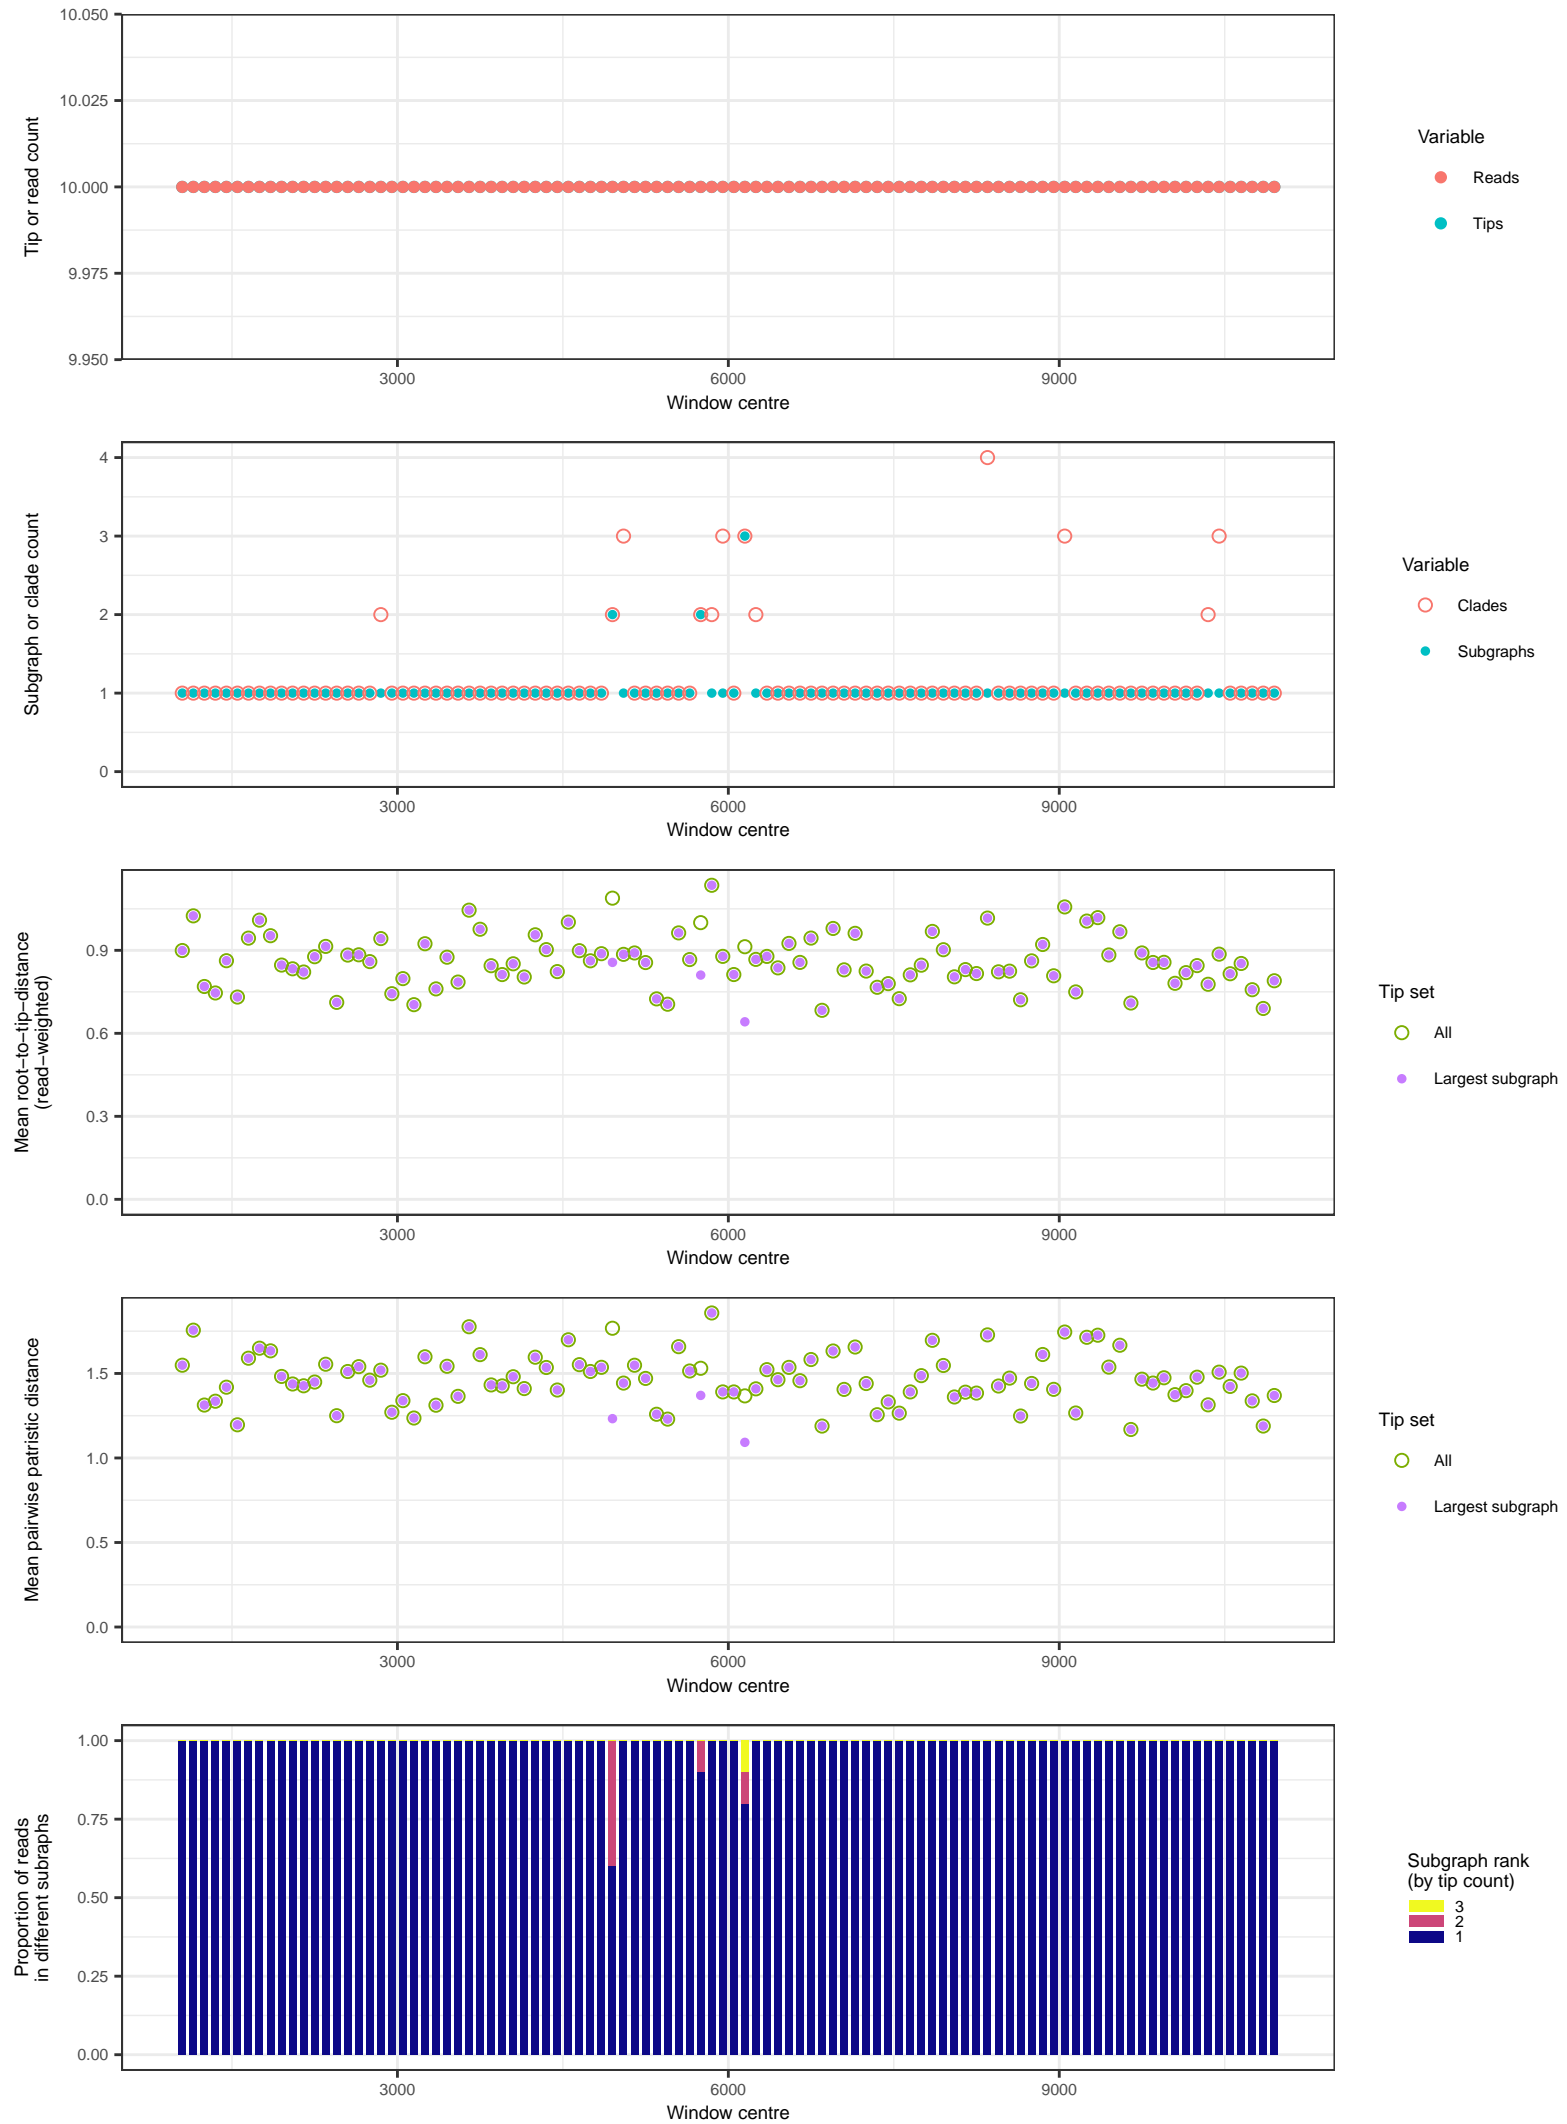 10.050
10.025
10.000
9.975
9.950
Tip or read count
3000
6000
9000
Window centre
Variable
Reads
Tips
4
3
2
1
0
Subgraph or clade count
3000
6000
9000
Window centre
Variable
Clades
Subgraphs
0.9
0.6
0.3
0.0
Mean root−to−tip−distance
(read−weighted)
3000
6000
9000
Window centre
Tip set
All
Largest subgraph
1.5
1.0
0.5
0.0
Mean pairwise patristic distance
3000
6000
9000
Window centre
Tip set
All
Largest subgraph
1.00
0.75
0.50
0.25
0.00
Proportion of reads
in different subraphs
3000
6000
9000
Window centre
Subgraph rank
(by tip count)
3
2
1